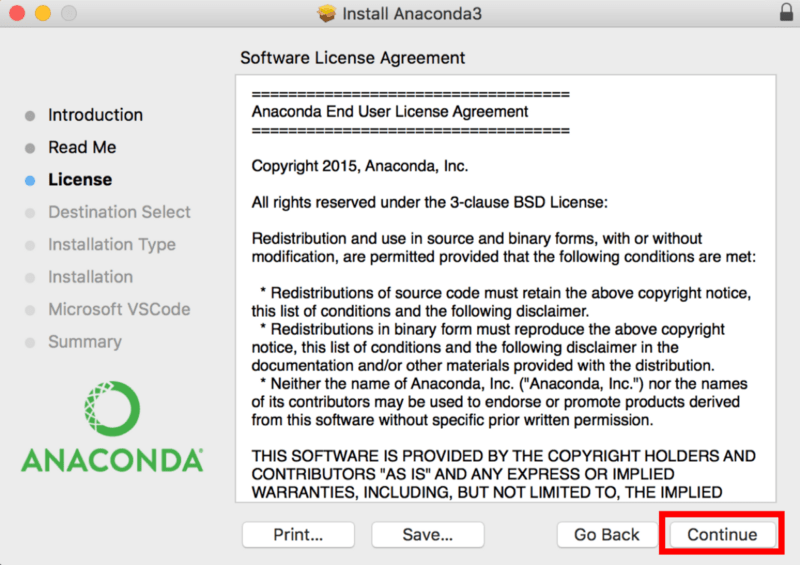 Install Anaconda3
Software License Agreement
Introduction
Read Me
License
Destination Select
Installation Type
Installation
Microsoft VSCode
Summary
ANACONDA
===================================
Anaconda End User License Agreement
===================================
Copyright 2015, Anaconda, Inc.
All rights reserved under the 3-clause BSD License:
Redistribution and use in source and binary forms, with or without
modification, are permitted provided that the following conditions are met:
* Redistributions of source code must retain the above copyright notice,
this list of conditions and the following disclaimer.
* Redistributions in binary form must reproduce the above copyright
notice, this list of conditions and the following disclaimer in the
documentation and/or other materials provided with the distribution.
* Neither the name of Anaconda, Inc. ("Anaconda, Inc.") nor the names
of its contributors may be used to endorse or promote products derived
from this software without specific prior written permission.
THIS SOFTWARE IS PROVIDED BY THE COPYRIGHT HOLDERS AND
CONTRIBUTORS "AS IS" AND ANY EXPRESS OR IMPLIED
WARRANTIES, INCLUDING, BUT NOT LIMITED TO, THE IMPLIED
Print...
Save...
Go Back
Continue